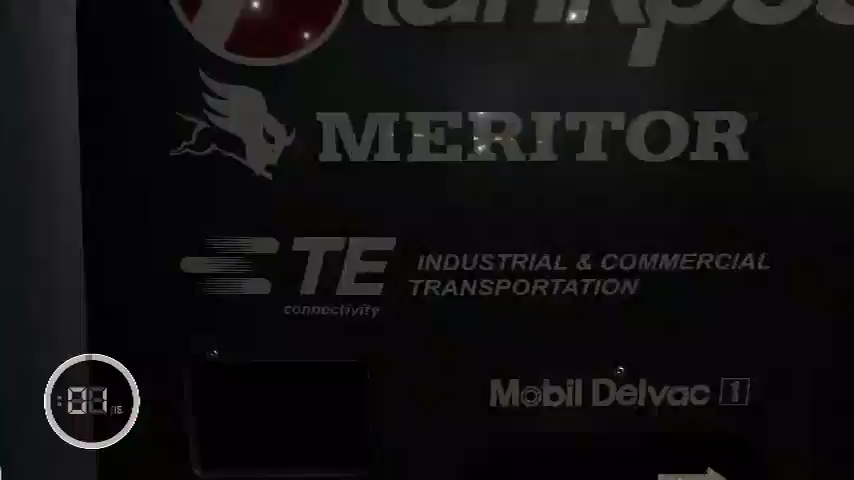 MERITOR
TE
INDUSTRIAL & COMMERCIAL
TRANSPORTATION
connectivity
Mobil Delvac 1